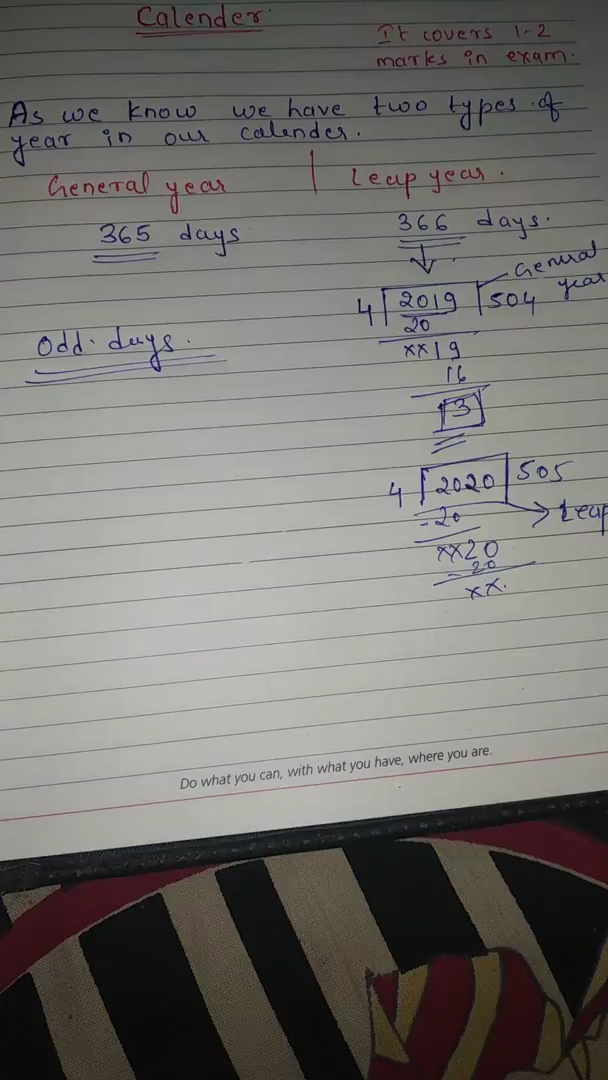 Calender
It covers 1-2
marks in exam.
As we know we have two types of
year in our calender.
General year
Leap year.
365 days
366 days.
General
year
4 2019 504
20
xx19
16
3
Odd. days.
4 2020 505
-20
Leap
xx20
-20
xx.
Do what you can, with what you have, where you are.